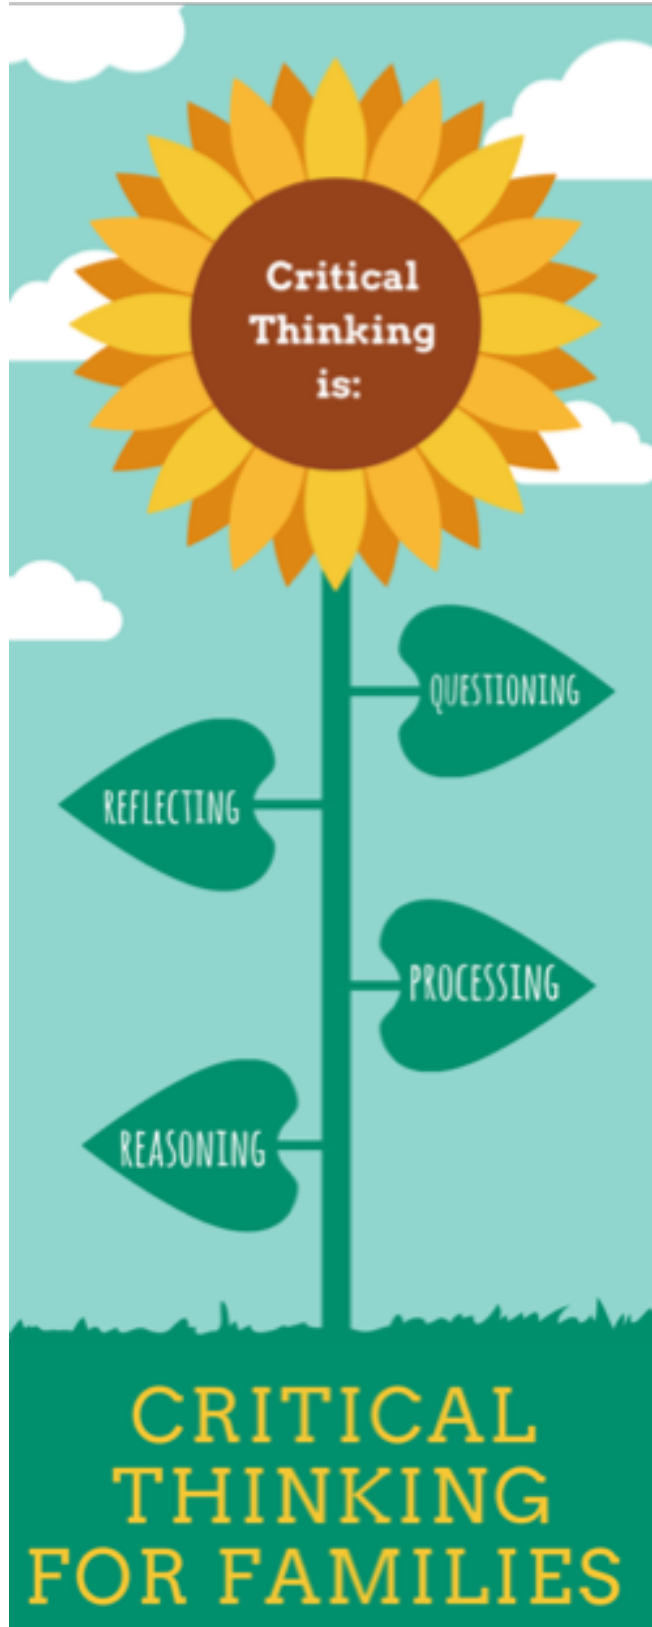 Critical
Thinking
is:
QUESTIONING
REFLECTING
PROCESSING
REASONING
CRITICAL
THINKING
FOR FAMILIES